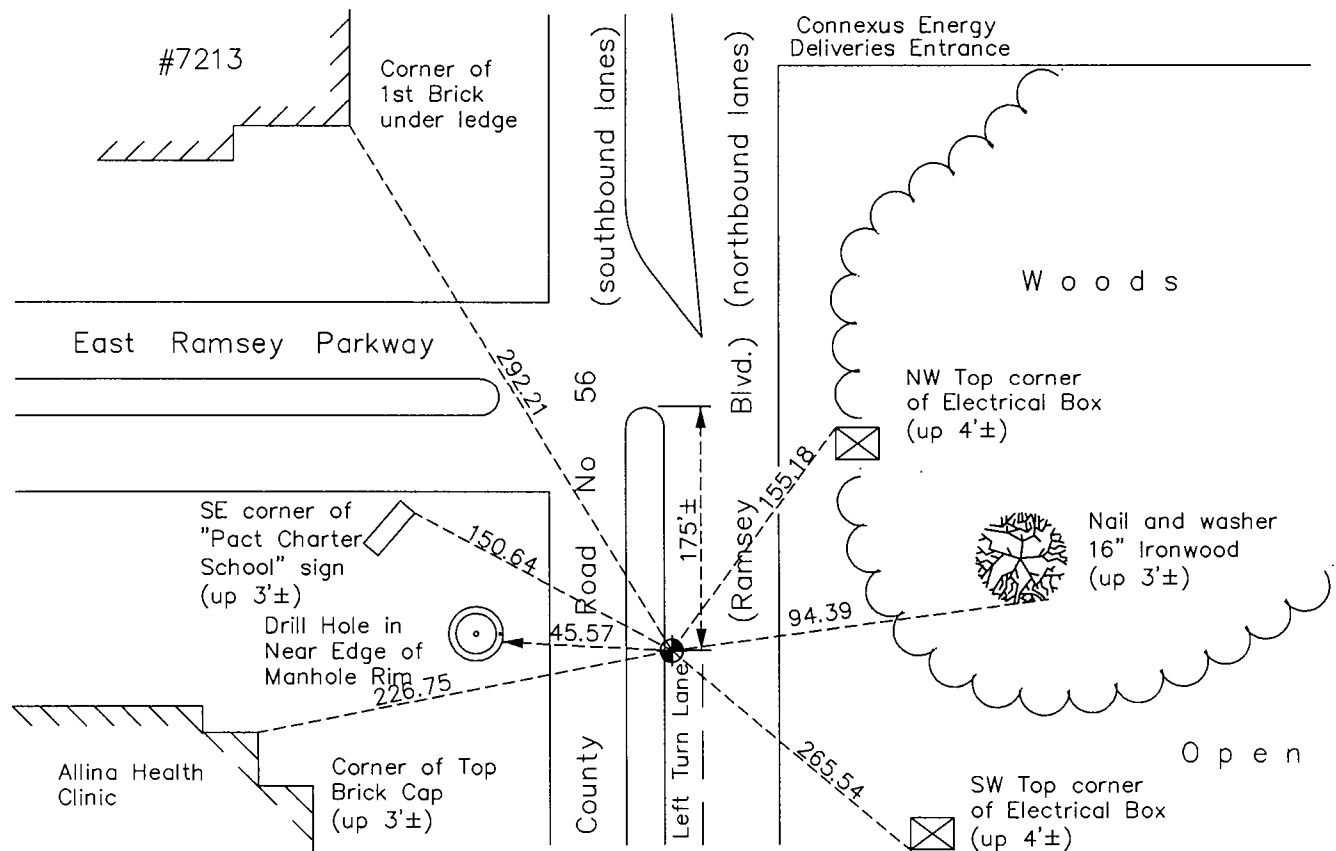 Connexus Energy
Deliveries Entrance
#7213
Corner of
1st Brick
under ledge
(southbound lanes)
(northbound lanes)
Woods
East Ramsey Parkway
292.21
County Road No 56
(Ramsey Blvd.)
NW Top corner
of Electrical Box
(up 4'±)
155.18
175'±
SE corner of
"Pact Charter
School" sign
(up 3'±)
150.64
Nail and washer
16" Ironwood
(up 3'±)
94.39
Drill Hole in
Near Edge of
Manhole Rim
45.57
226.75
Left Turn Lane
265.54
Open
Allina Health
Clinic
Corner of Top
Brick Cap
(up 3'±)
SW Top corner
of Electrical Box
(up 4'±)